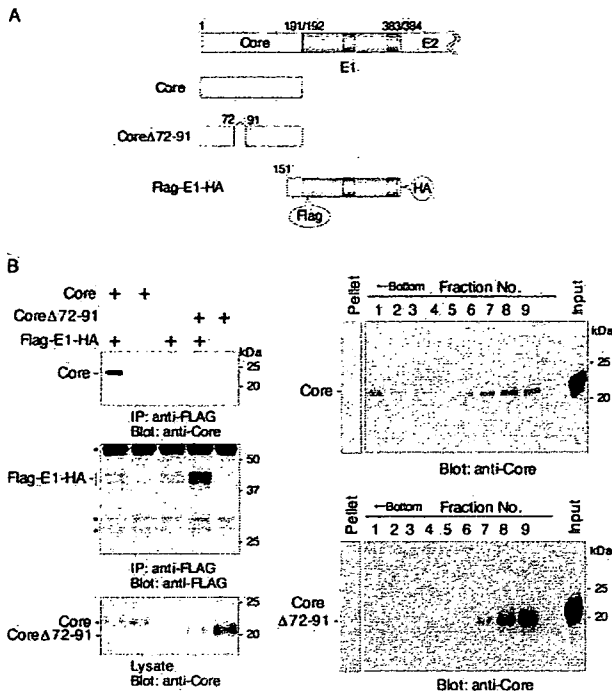 A
1 191/192 383/384
Core E2
E1
Core
72 91
CoreΔ72-91
151
Flag-E1-HA HA
Flag
B
Core + +
CoreΔ72-91 + +
Flag-E1-HA + + +
kDa
Core
25
20
IP: anti-FLAG
Blot: anti-Core
50
Flag-E1-HA
37
25
IP: anti-FLAG
Blot: anti-FLAG
25
Core
CoreΔ72-91 20
Lysate
Blot: anti-Core
Pellet ←Bottom Fraction No. Input
1 2 3 4 5 6 7 8 9
kDa
25
Core
20
Blot: anti-Core
Pellet ←Bottom Fraction No. Input
1 2 3 4 5 6 7 8 9
kDa
25
Core
Δ72-91
20
Blot: anti-Core